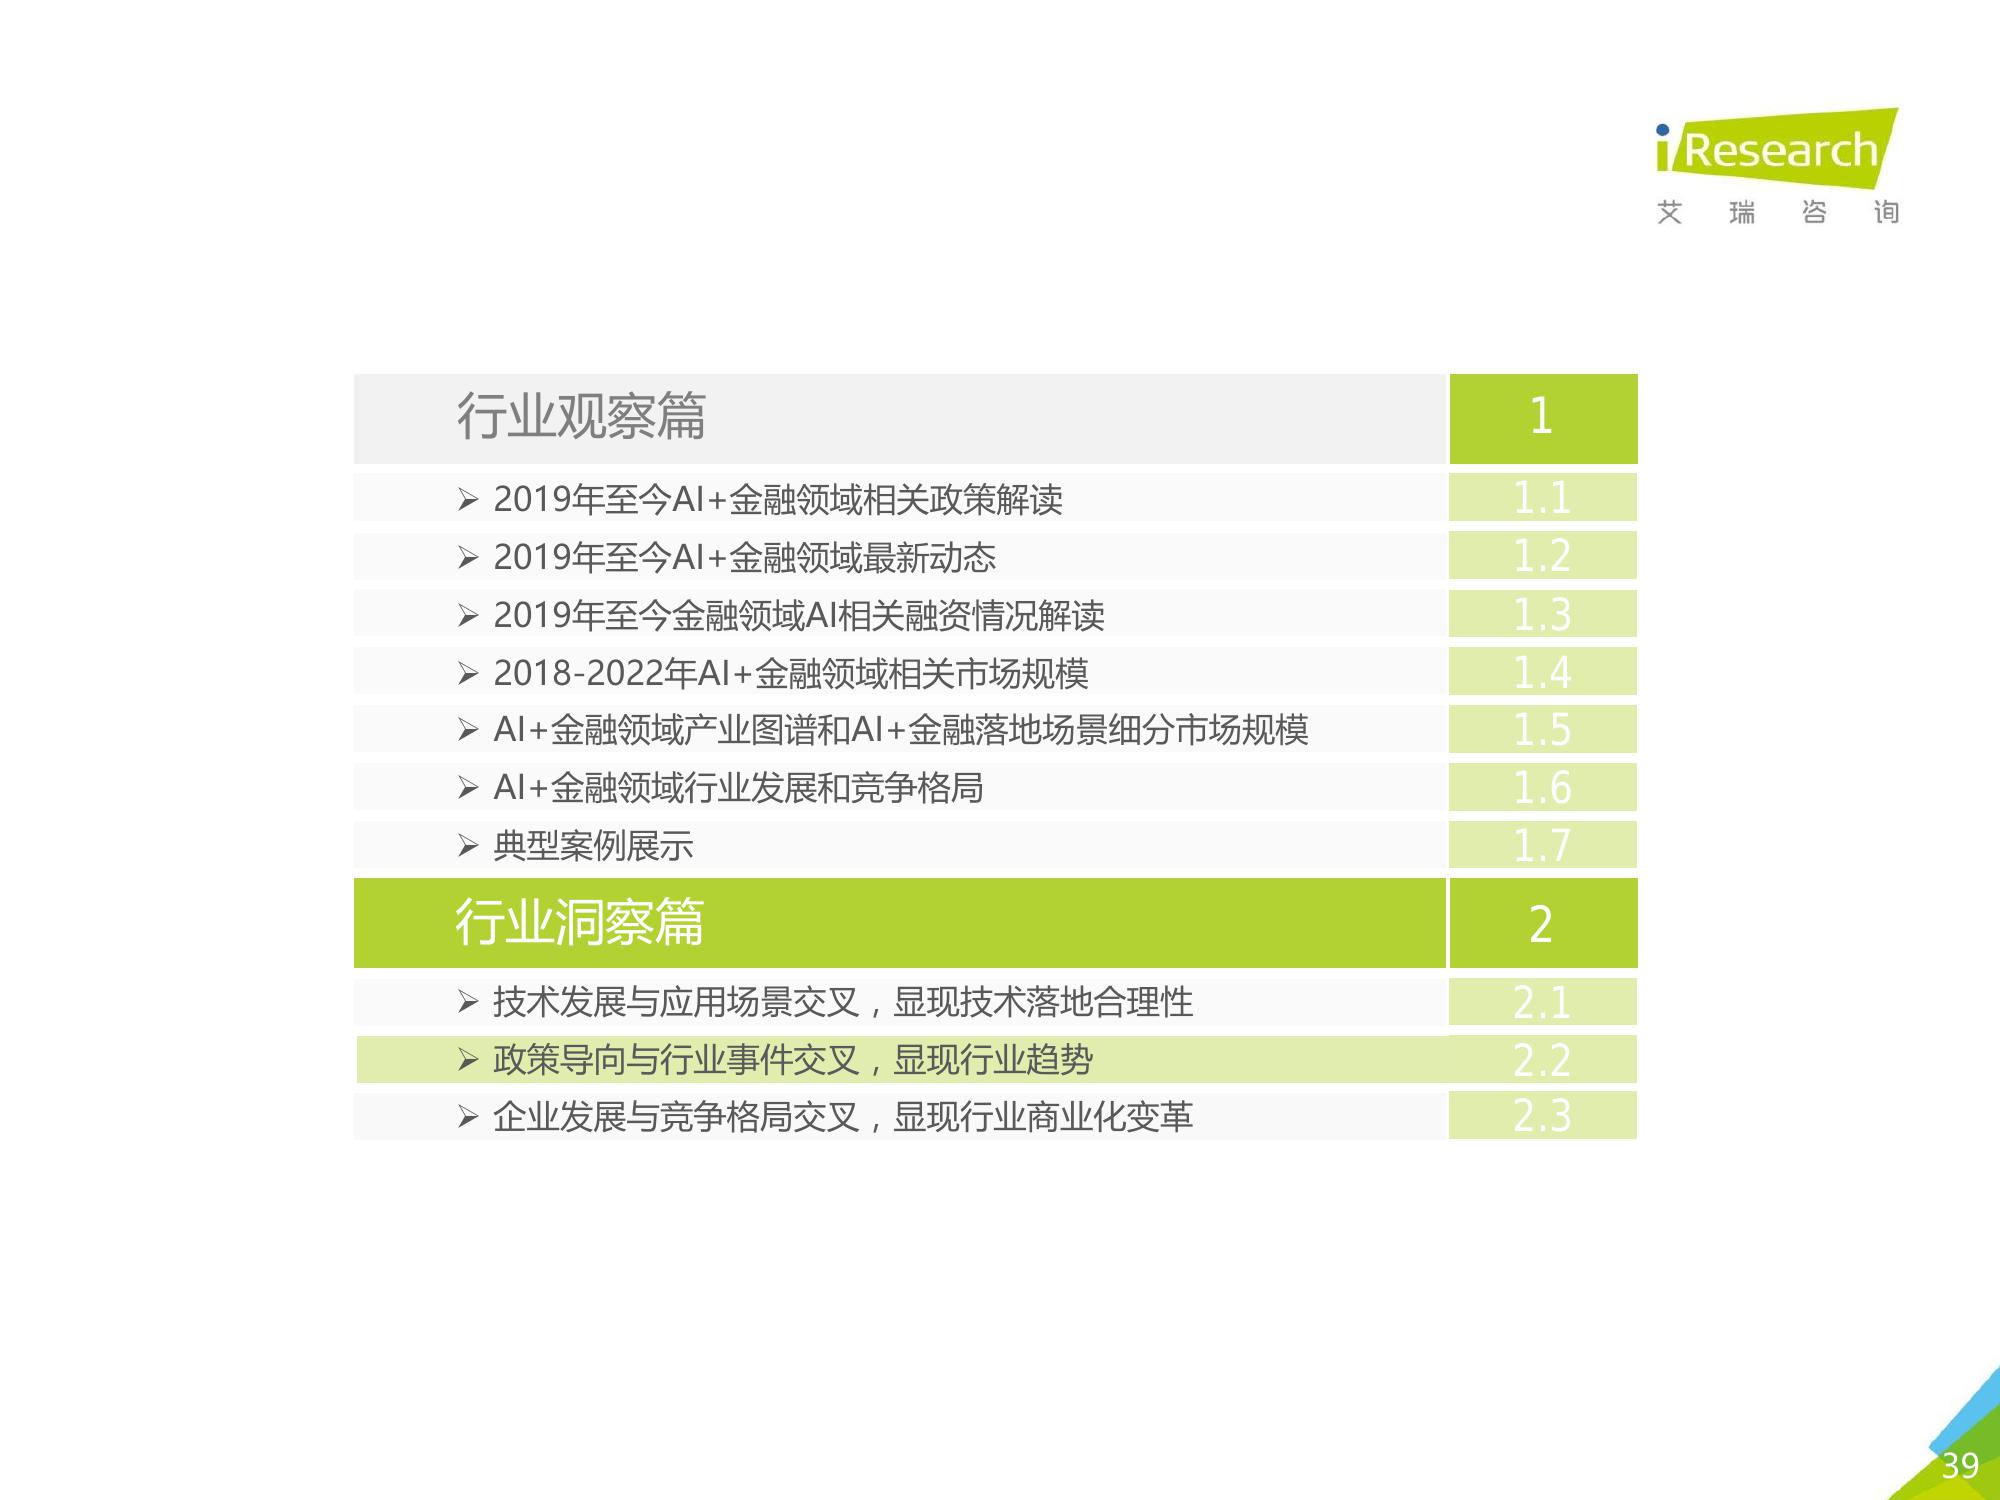 iResearch
艾瑞咨询
行业观察篇 1
➢ 2019年至今AI+金融领域相关政策解读 1.1
➢ 2019年至今AI+金融领域最新动态 1.2
➢ 2019年至今金融领域AI相关融资情况解读 1.3
➢ 2018-2022年AI+金融领域相关市场规模 1.4
➢ AI+金融领域产业图谱和AI+金融落地场景细分市场规模 1.5
➢ AI+金融领域行业发展和竞争格局 1.6
➢ 典型案例展示 1.7
行业洞察篇 2
➢ 技术发展与应用场景交叉，显现技术落地合理性 2.1
➢ 政策导向与行业事件交叉，显现行业趋势 2.2
➢ 企业发展与竞争格局交叉，显现行业商业化变革 2.3
39